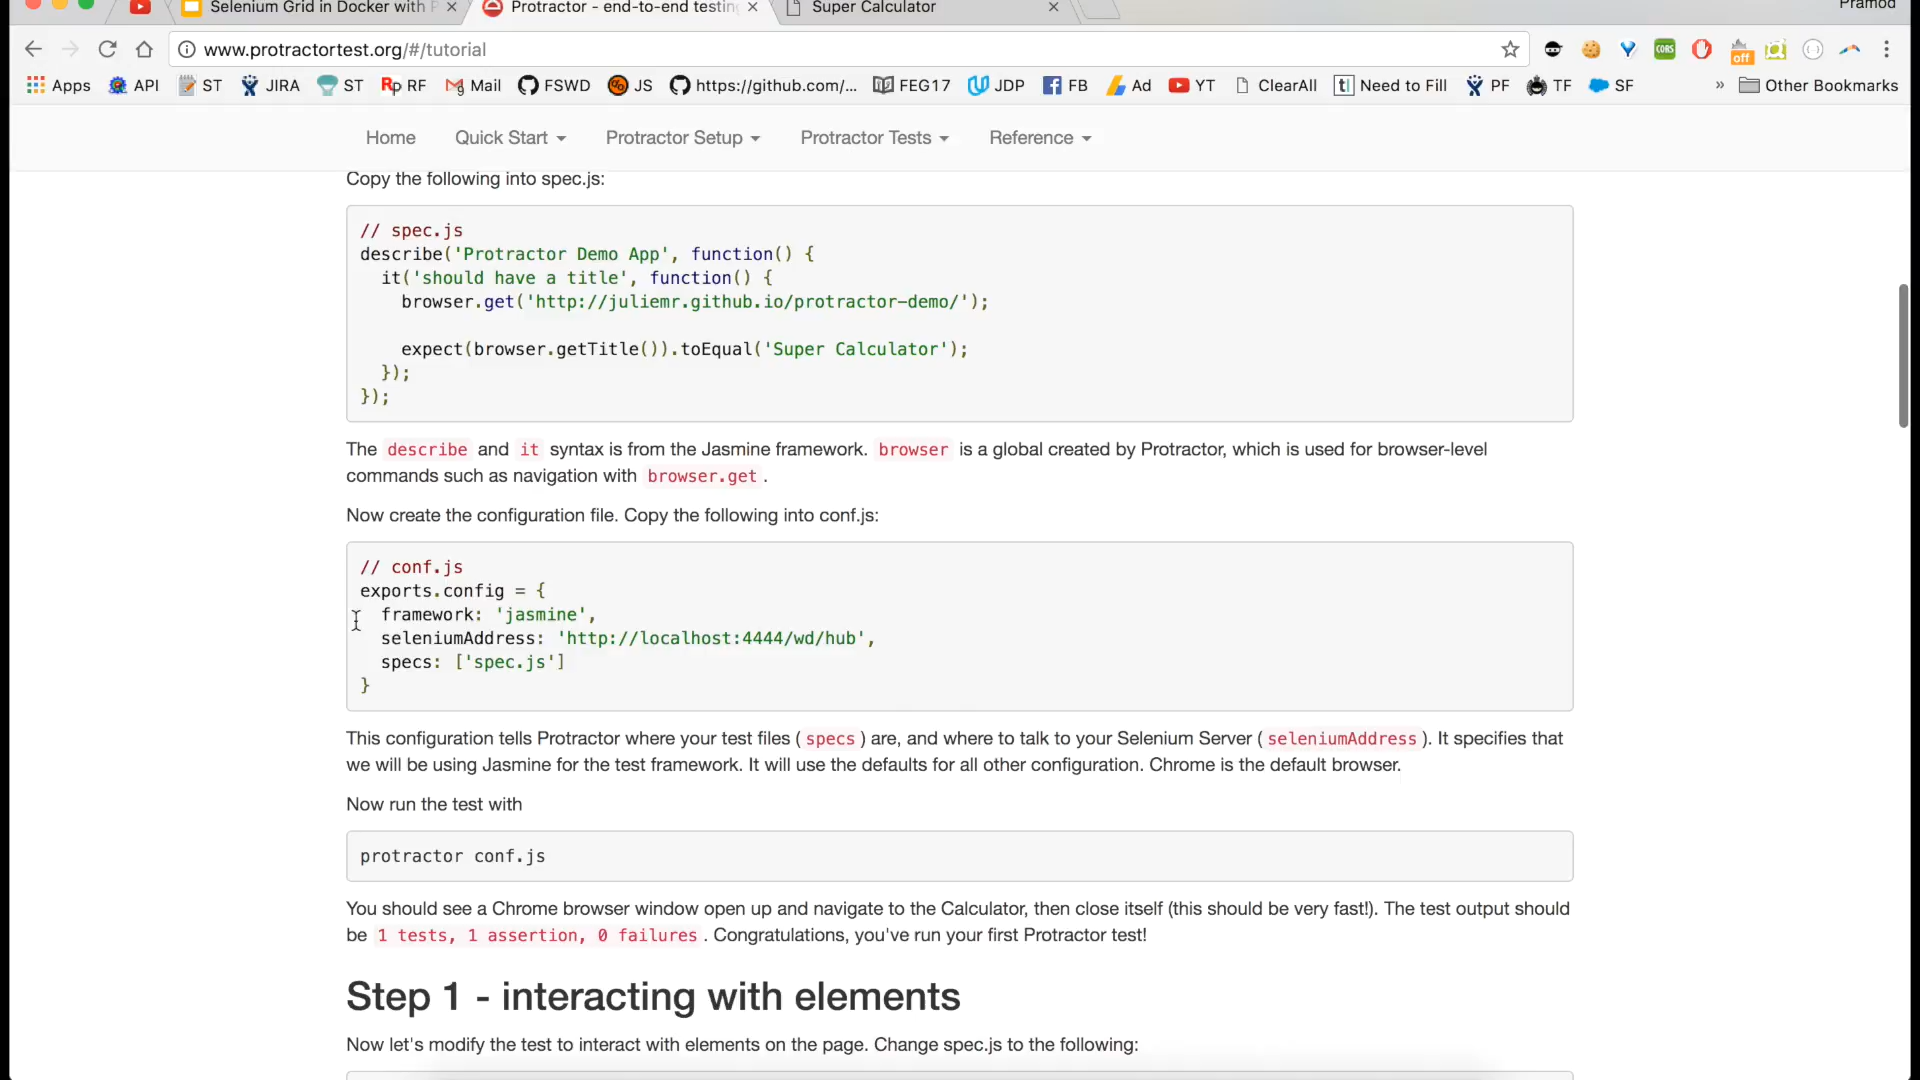 Selenium Grid in Docker with P
Protractor - end-to-end testing
Super Calculator
Pramod
www.protractortest.org/#/tutorial
CORS
off
Apps
API
ST
JIRA
ST
Rp RF
Mail
FSWD
JS
https://github.com/...
FEG17
JDP
FB
Ad
YT
ClearAll
t| Need to Fill
PF
TF
SF
» Other Bookmarks
Home
Quick Start
Protractor Setup
Protractor Tests
Reference
Copy the following into spec.js:
// spec.js
describe('Protractor Demo App', function() {
  it('should have a title', function() {
    browser.get('http://juliemr.github.io/protractor-demo/');
    expect(browser.getTitle()).toEqual('Super Calculator');
  });
});
The describe and it syntax is from the Jasmine framework. browser is a global created by Protractor, which is used for browser-level
commands such as navigation with browser.get .
Now create the configuration file. Copy the following into conf.js:
// conf.js
exports.config = {
  framework: 'jasmine',
  seleniumAddress: 'http://localhost:4444/wd/hub',
  specs: ['spec.js']
}
This configuration tells Protractor where your test files ( specs ) are, and where to talk to your Selenium Server ( seleniumAddress ). It specifies that
we will be using Jasmine for the test framework. It will use the defaults for all other configuration. Chrome is the default browser.
Now run the test with
protractor conf.js
You should see a Chrome browser window open up and navigate to the Calculator, then close itself (this should be very fast!). The test output should
be 1 tests, 1 assertion, 0 failures . Congratulations, you've run your first Protractor test!
Step 1 - interacting with elements
Now let's modify the test to interact with elements on the page. Change spec.js to the following: